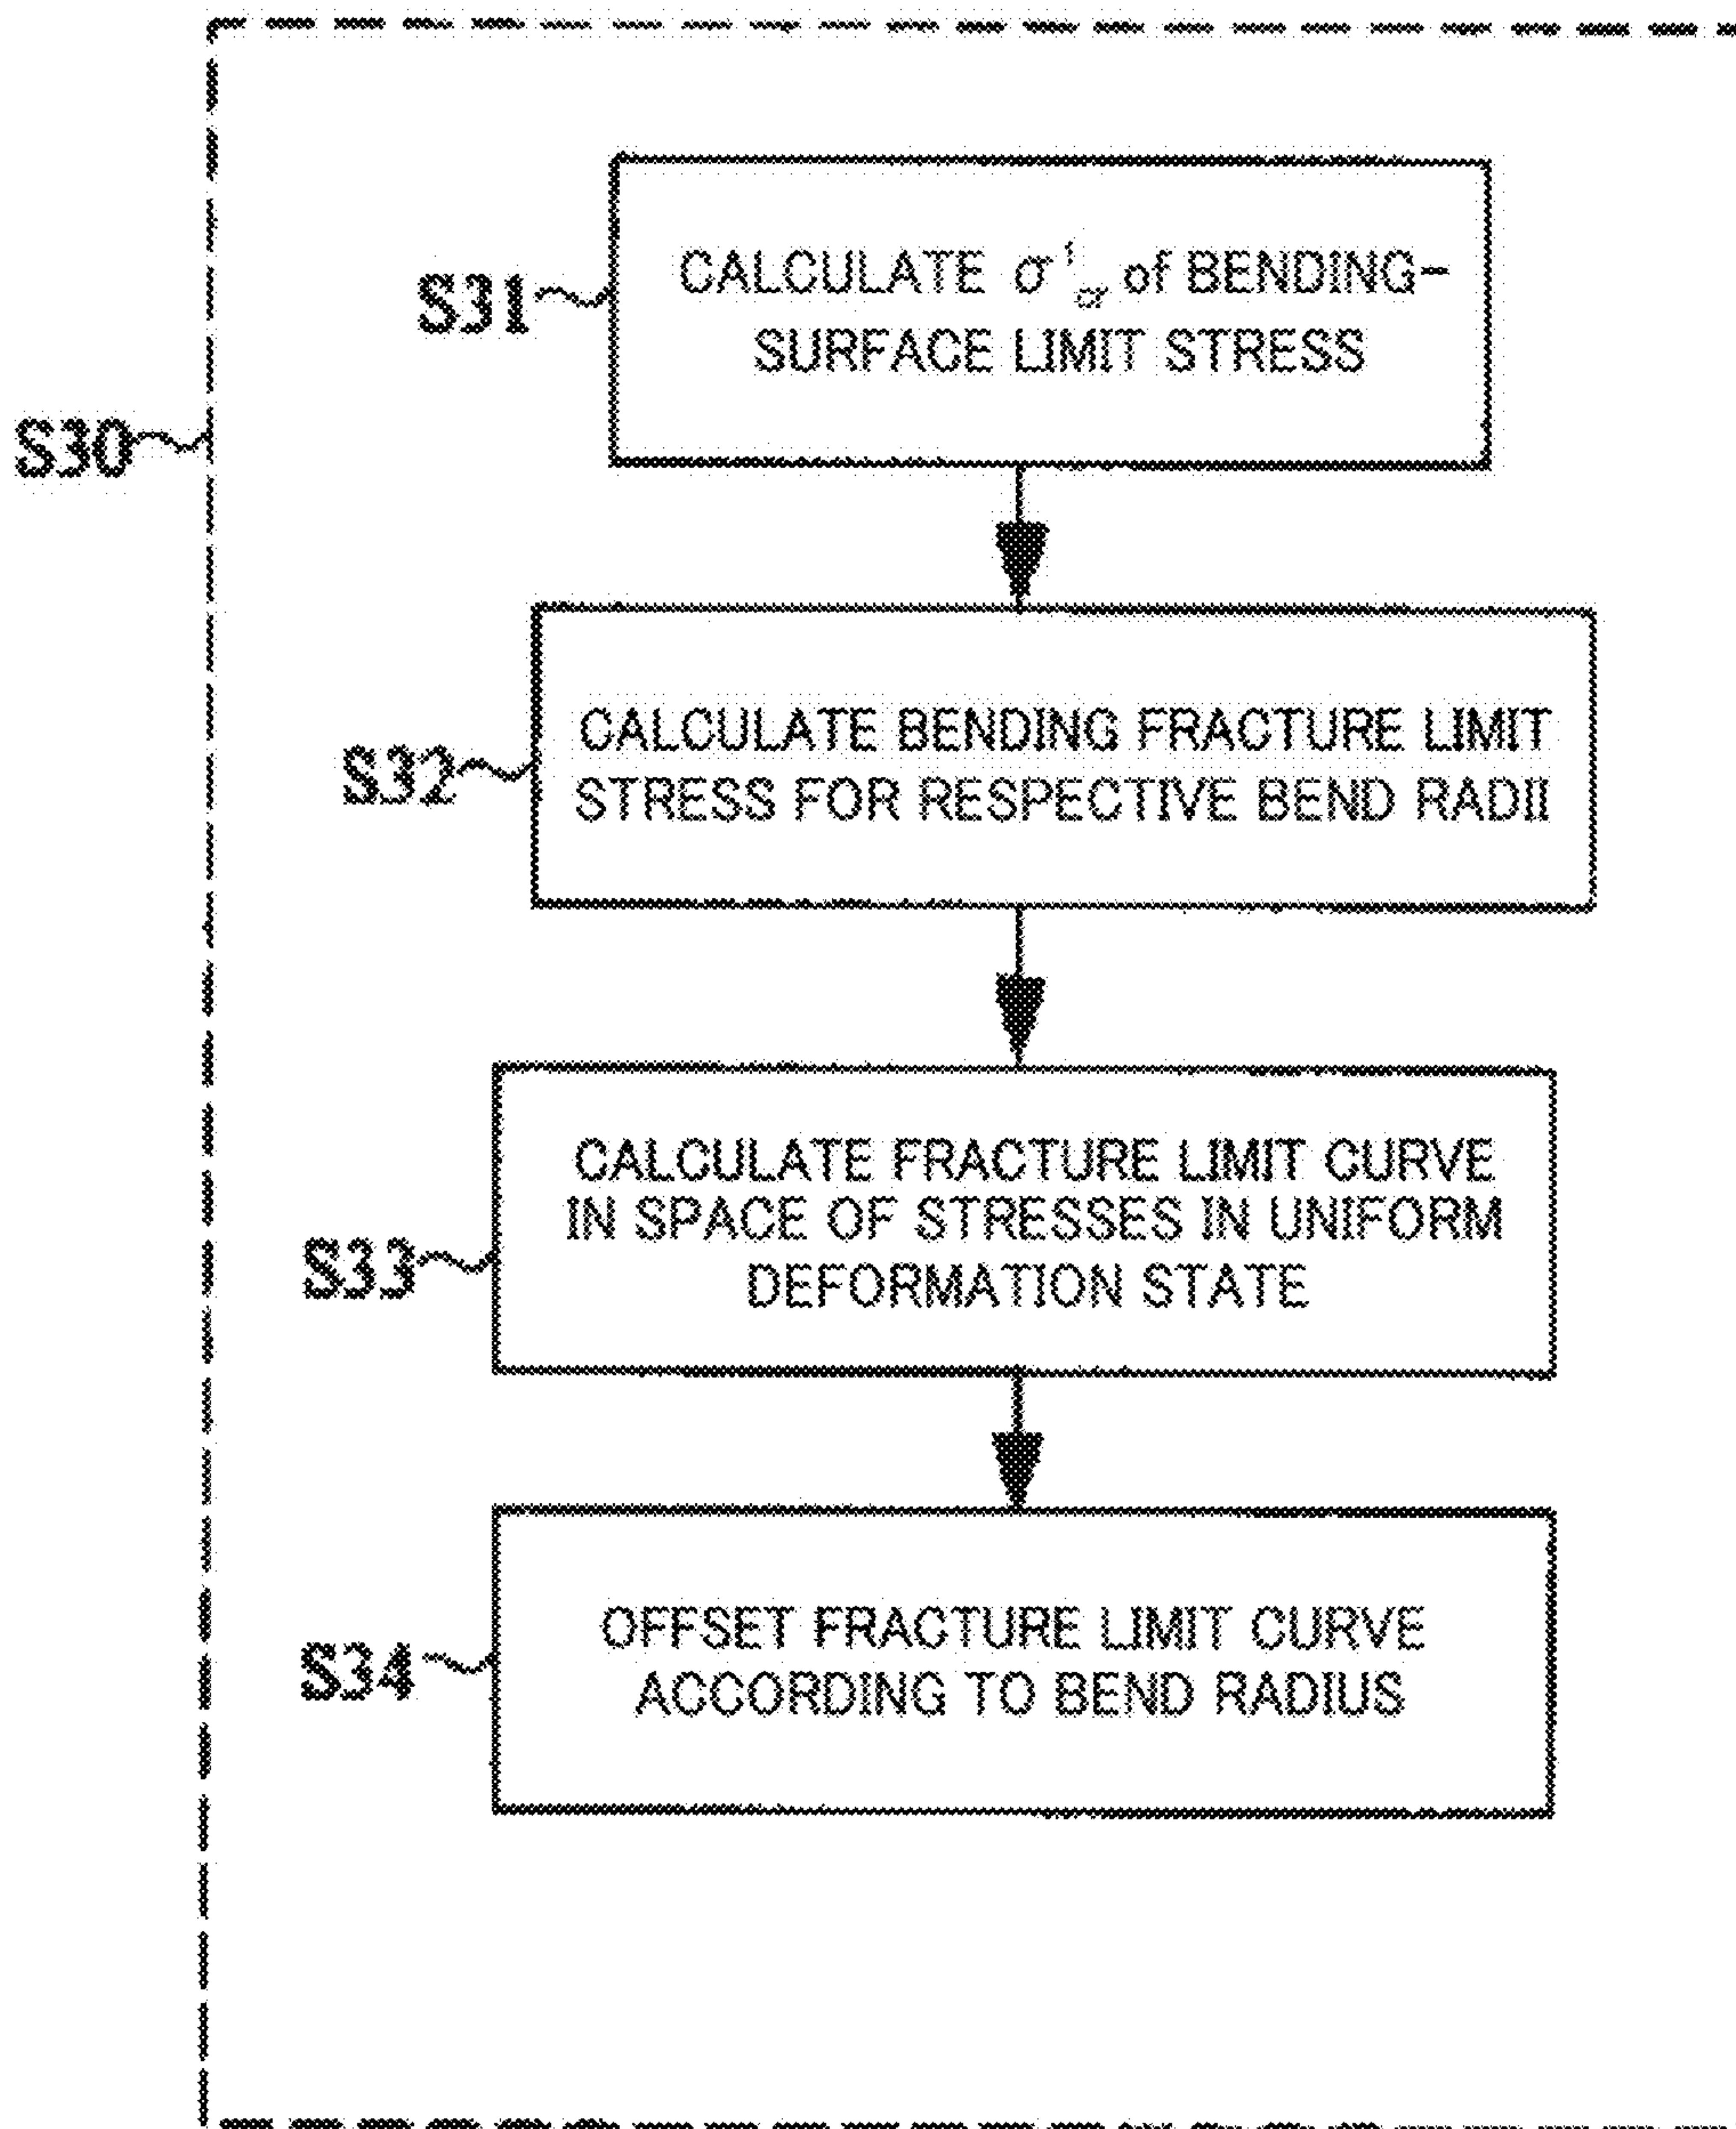 S30
S31
CALCULATE σ¹cr of BENDING-
SURFACE LIMIT STRESS
S32
CALCULATE BENDING FRACTURE LIMIT
STRESS FOR RESPECTIVE BEND RADII
S33
CALCULATE FRACTURE LIMIT CURVE
IN SPACE OF STRESSES IN UNIFORM
DEFORMATION STATE
S34
OFFSET FRACTURE LIMIT CURVE
ACCORDING TO BEND RADIUS